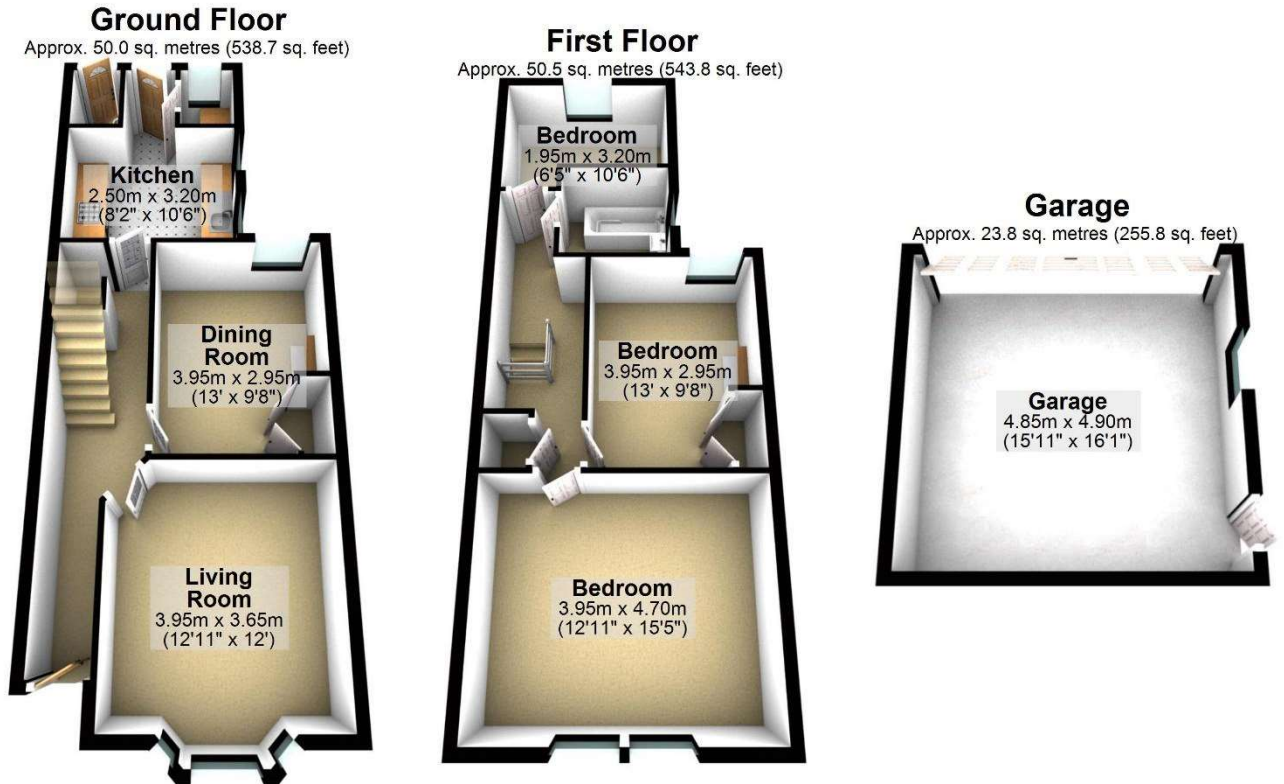 Ground Floor
Approx. 50.0 sq. metres (538.7 sq. feet)
Kitchen
2.50m x 3.20m
(8'2" x 10'6")
Dining
Room
3.95m x 2.95m
(13' x 9'8")
Living
Room
3.95m x 3.65m
(12'11" x 12')
First Floor
Approx. 50.5 sq. metres (543.8 sq. feet)
Bedroom
1.95m x 3.20m
(6'5" x 10'6")
Bedroom
3.95m x 2.95m
(13' x 9'8")
Bedroom
3.95m x 4.70m
(12'11" x 15'5")
Garage
Approx. 23.8 sq. metres (255.8 sq. feet)
Garage
4.85m x 4.90m
(15'11" x 16'1")